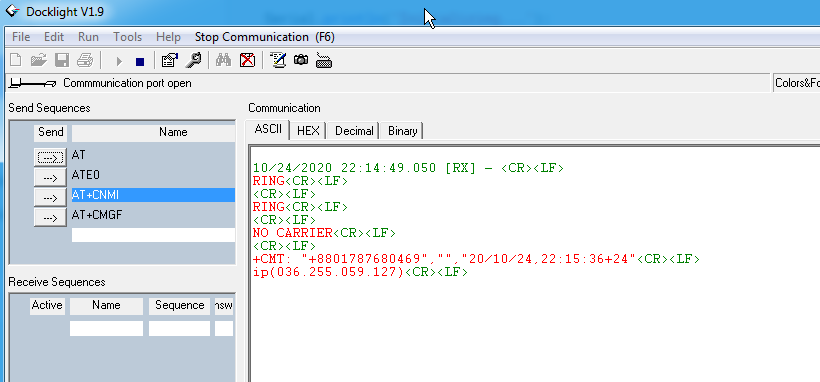 Docklight V1.9
File Edit Run Tools Help Stop Communication (F6)
Commmunication port open
Colors&Fo
Send Sequences
Send Name
---> AT
---> ATE0
---> AT+CNMI
---> AT+CMGF
Receive Sequences
Active Name Sequence nsw
Communication
ASCII HEX Decimal Binary
10/24/2020 22:14:49.050 [RX] - <CR><LF>
RING<CR><LF>
<CR><LF>
RING<CR><LF>
<CR><LF>
NO CARRIER<CR><LF>
<CR><LF>
+CMT: "+8801787680469","","20/10/24,22:15:36+24"<CR><LF>
ip(036.255.059.127)<CR><LF>